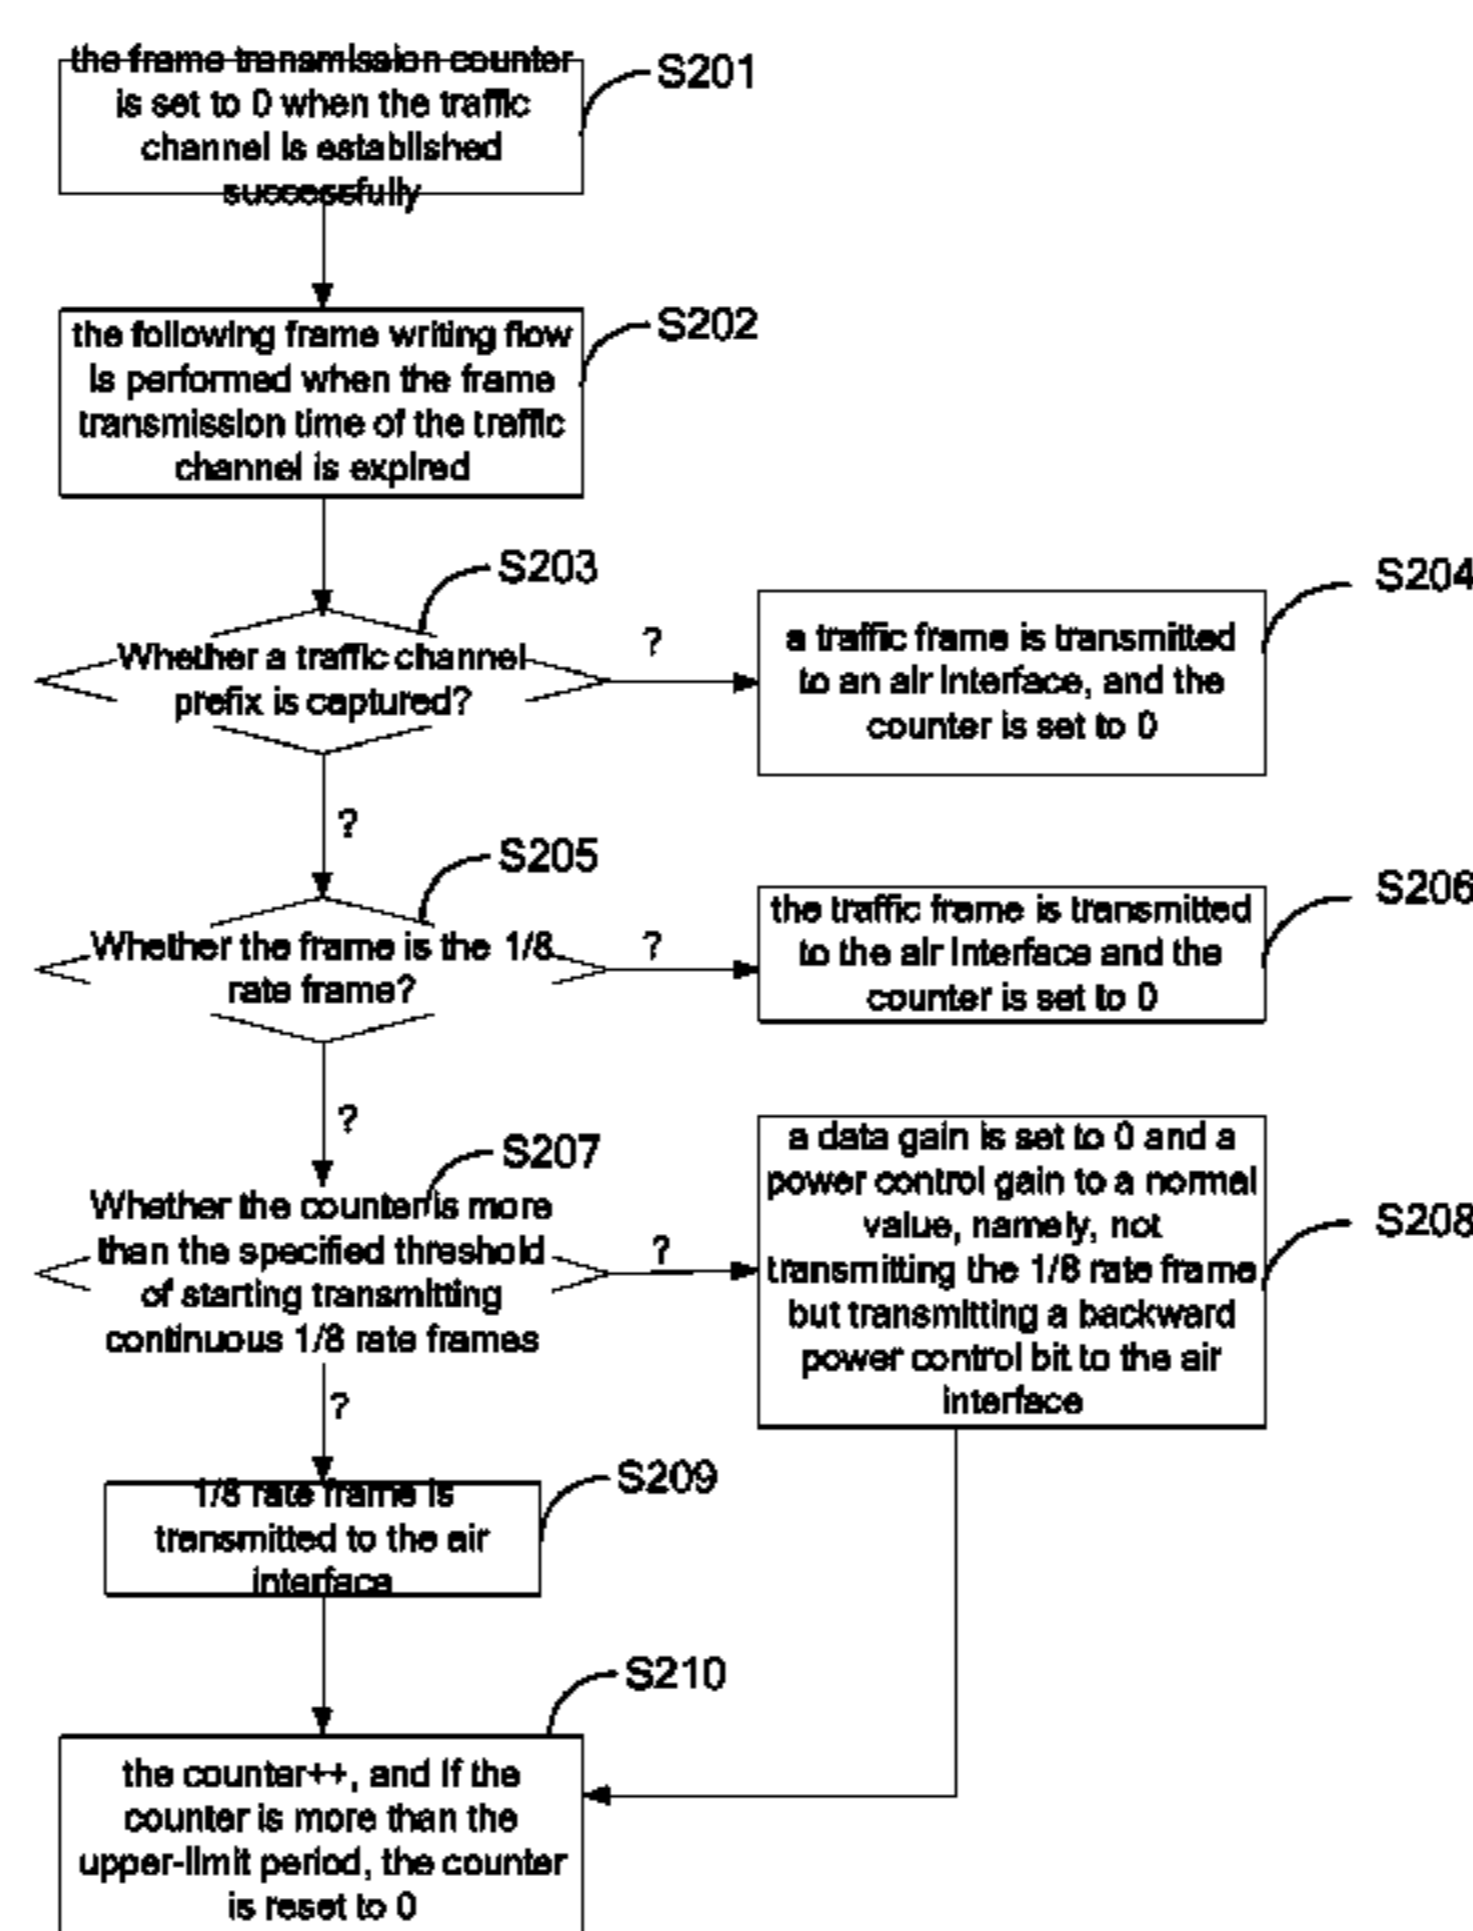 the frame transmission counter
is set to 0 when the traffic
channel is established
successfully
S201
the following frame writing flow
is performed when the frame
transmission time of the traffic
channel is expired
S202
S203
Whether a traffic channel
prefix is captured?
?
S204
a traffic frame is transmitted
to an air interface, and the
counter is set to 0
?
S205
Whether the frame is the 1/8
rate frame?
?
S206
the traffic frame is transmitted
to the air interface and the
counter is set to 0
?
S207
Whether the counter is more
than the specified threshold
of starting transmitting
continuous 1/8 rate frames
?
S208
a data gain is set to 0 and a
power control gain to a normal
value, namely, not
transmitting the 1/8 rate frame
but transmitting a backward
power control bit to the air
interface
?
S209
1/8 rate frame is
transmitted to the air
interface
S210
the counter++, and if the
counter is more than the
upper-limit period, the counter
is reset to 0